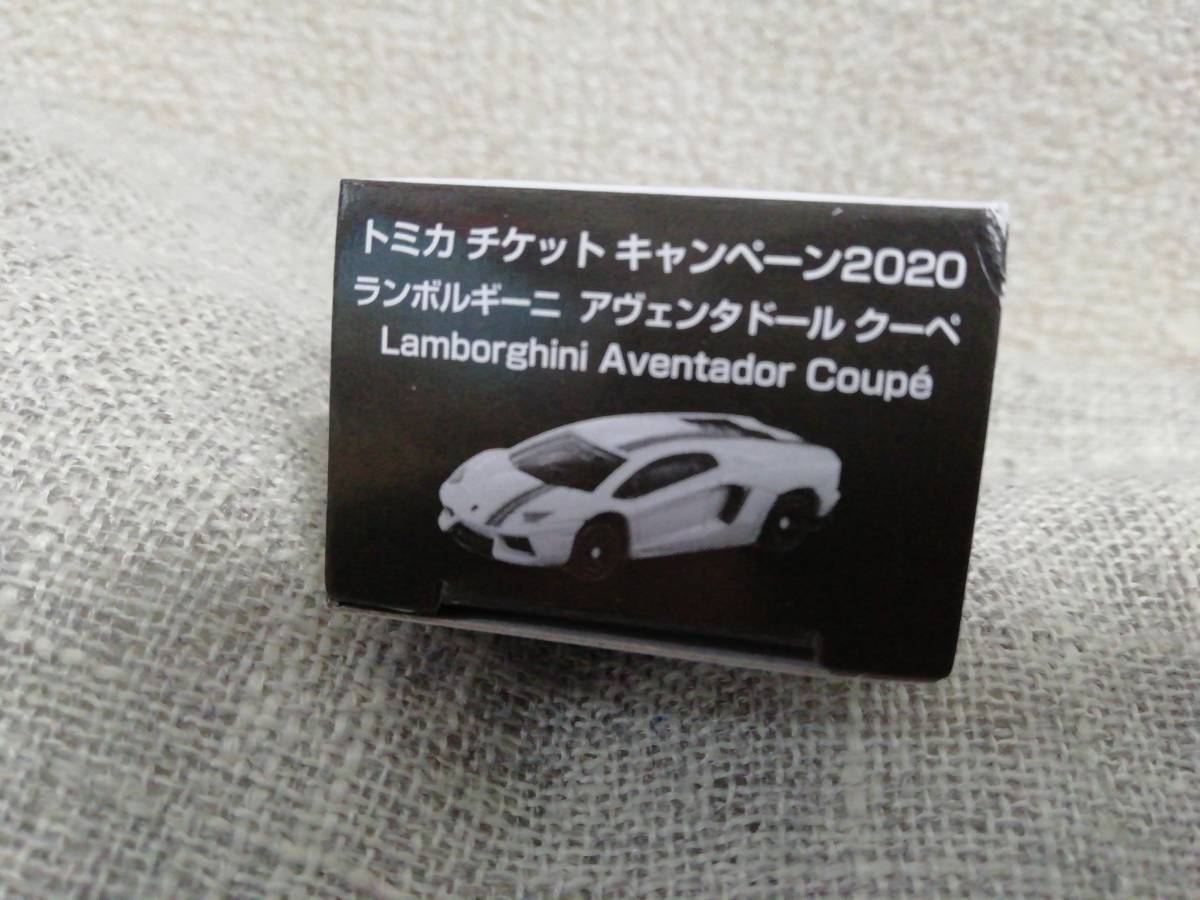 トミカ チケット キャンペーン2020
ランボルギーニ アヴェンタドール クーペ
Lamborghini Aventador Coupé